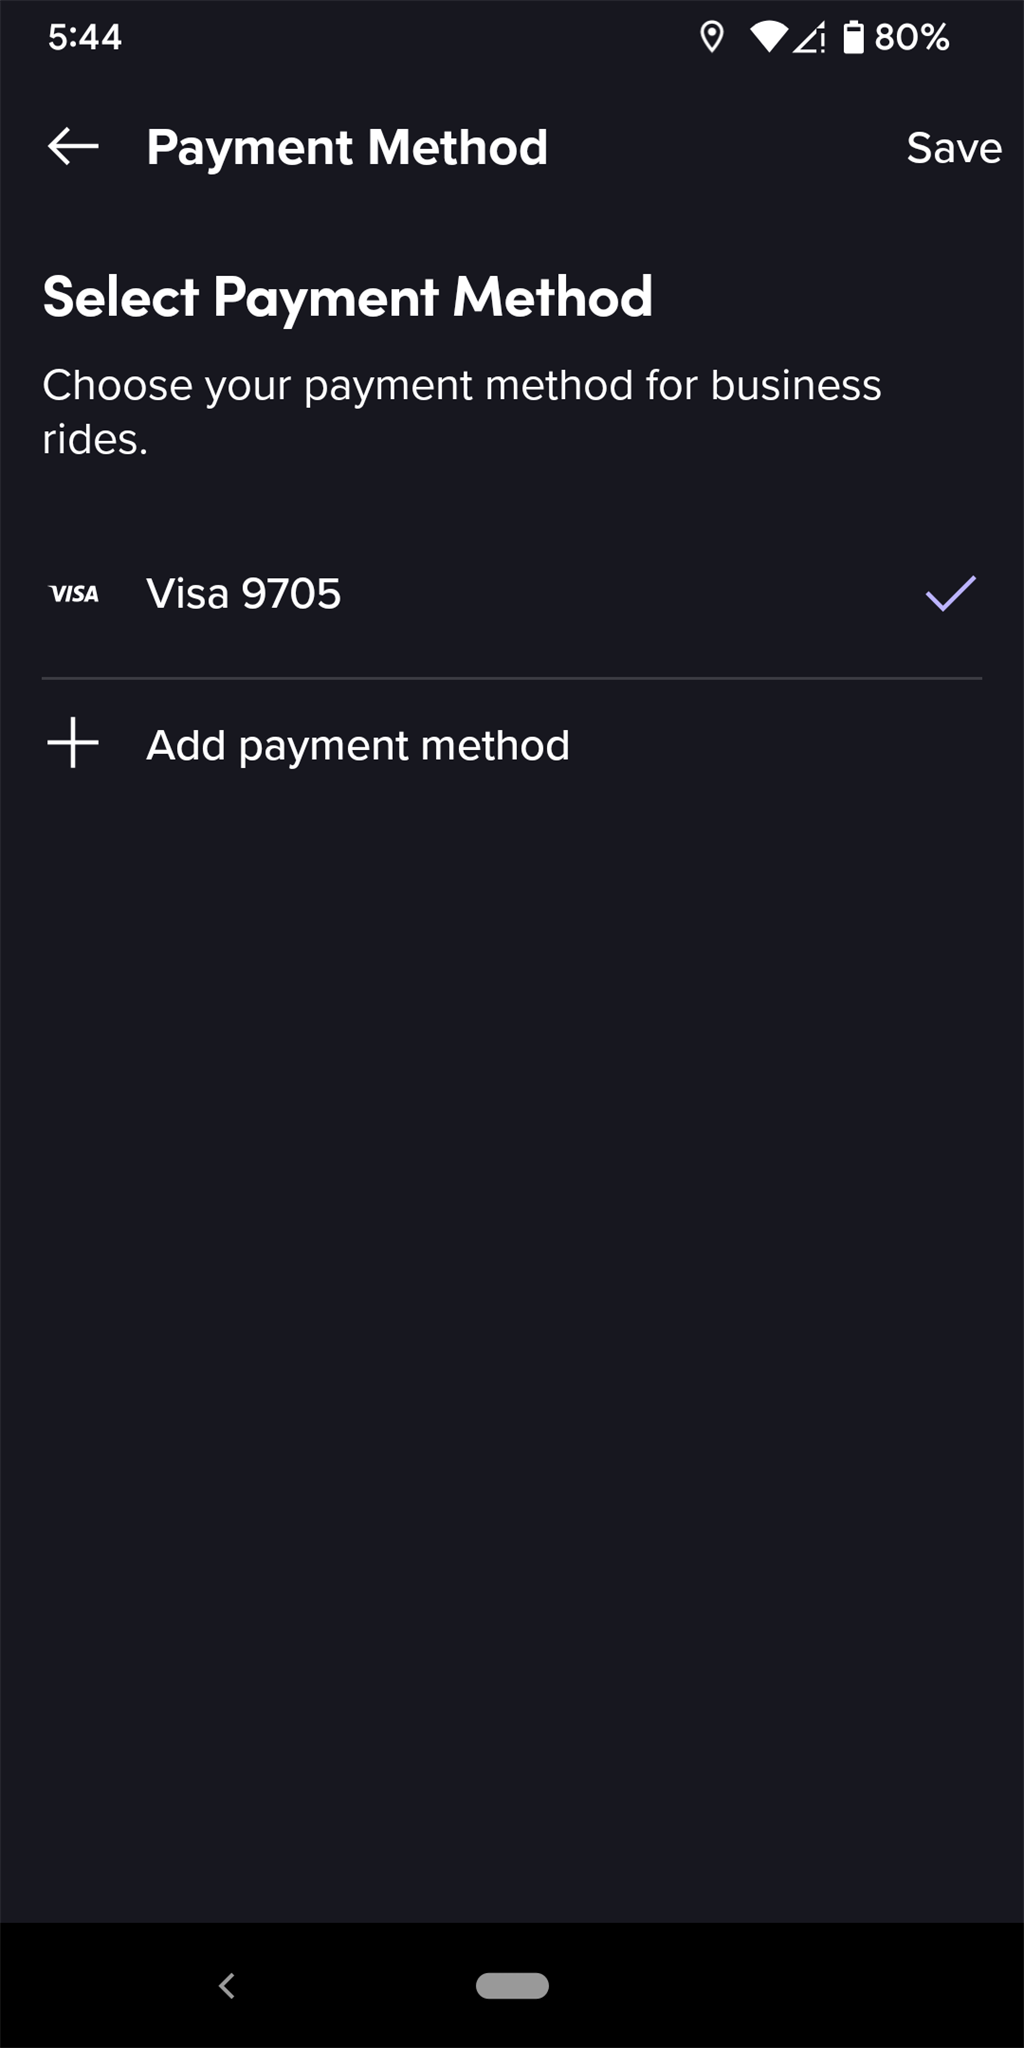 5:44
80%
Payment Method
Save
Select Payment Method
Choose your payment method for business
rides.
VISA Visa 9705
Add payment method